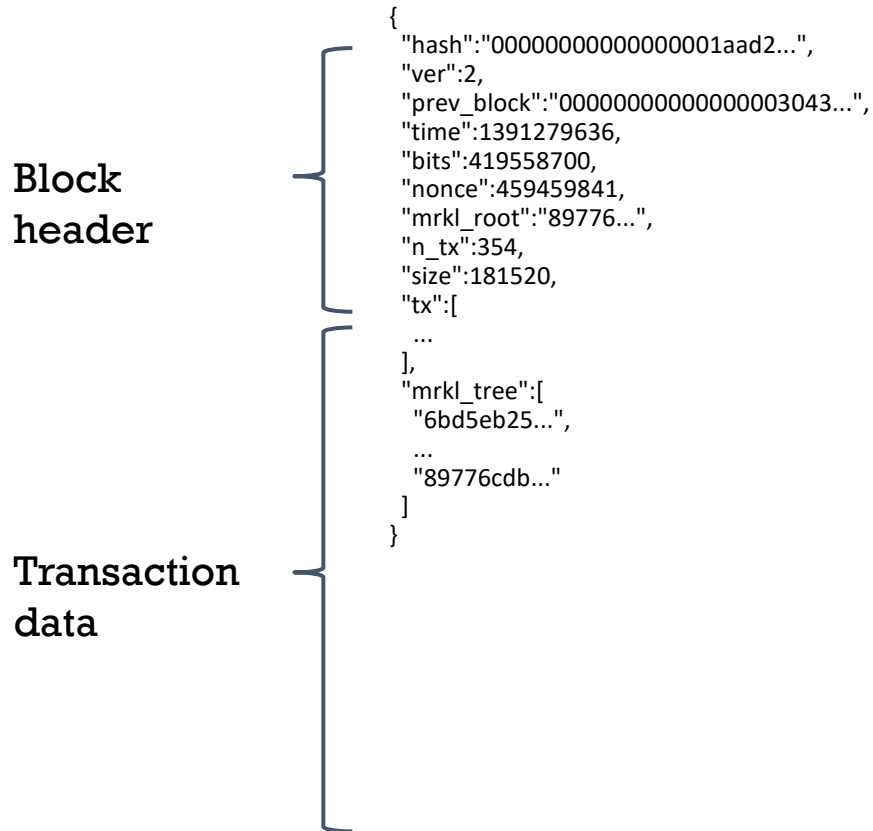 {
"hash":"00000000000000001aad2...",
"ver":2,
"prev_block":"00000000000000003043...",
"time":1391279636,
"bits":419558700,
"nonce":459459841,
"mrkl_root":"89776...",
"n_tx":354,
"size":181520,
"tx":[
...
],
"mrkl_tree":[
"6bd5eb25...",
...
"89776cdb..."
]
}
Block
header
Transaction
data